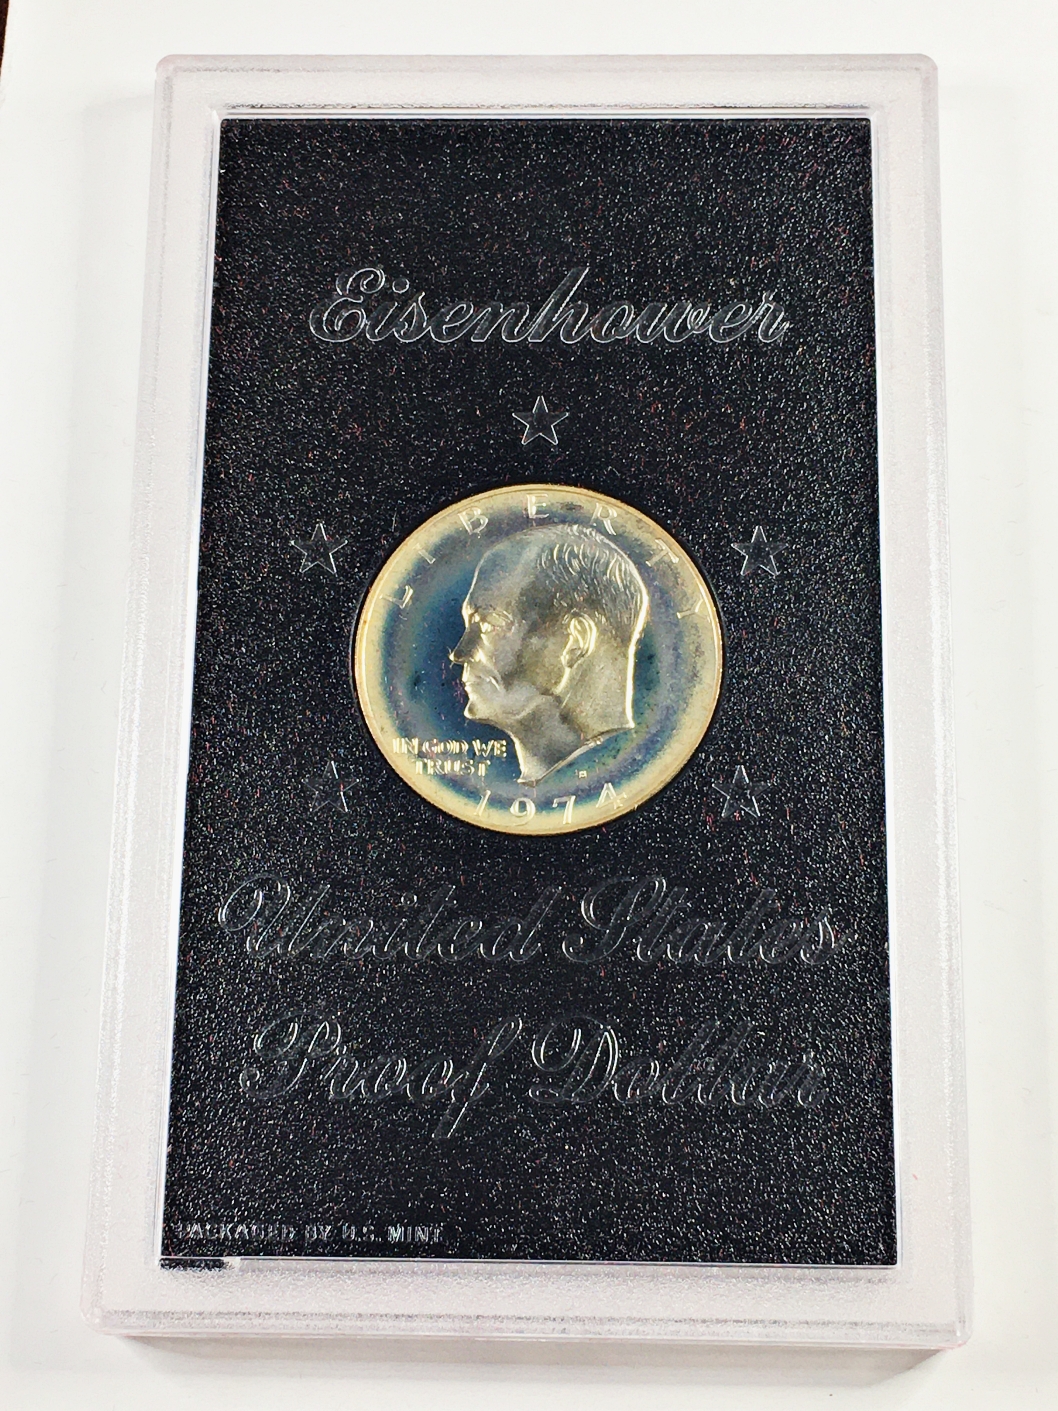 Eisenhower
LIBERTY
IN GOD WE
TRUST
1974
United States
Proof Dollar
PACKAGED BY U.S. MINT